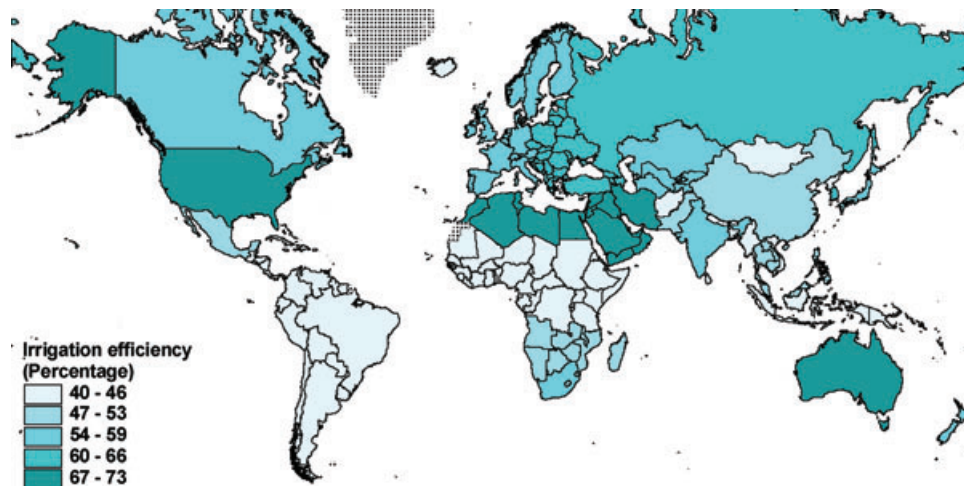 Irrigation efficiency
(Percentage)
40 - 46
47 - 53
54 - 59
60 - 66
67 - 73